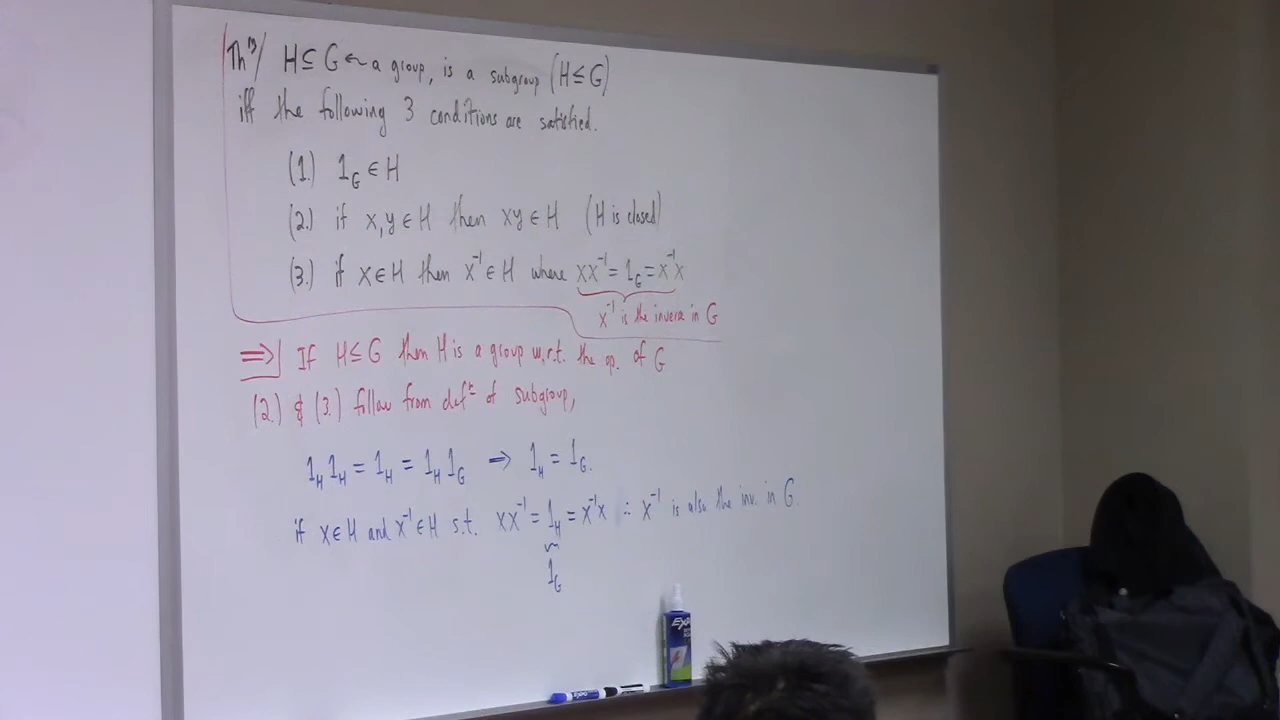 Thᵐ/ H ⊆ G ← a group, is a subgroup (H ≤ G)
iff the following 3 conditions are satisfied.
(1.) 1_G ∈ H
(2.) if x, y ∈ H then xy ∈ H (H is closed)
(3.) if x ∈ H then x⁻¹ ∈ H where xx⁻¹ = 1_G = x⁻¹x
x⁻¹ is the inverse in G
⇒| If H ≤ G then H is a group w.r.t. the op. of G
(2.) & (3.) follow from defⁿ of subgroup,
1_H 1_H = 1_H = 1_H 1_G ⇒ 1_H = 1_G.
if x ∈ H and x⁻¹ ∈ H s.t. xx⁻¹ = 1_H = x⁻¹x ∴ x⁻¹ is also the inv. in G.
1_G
EXPO